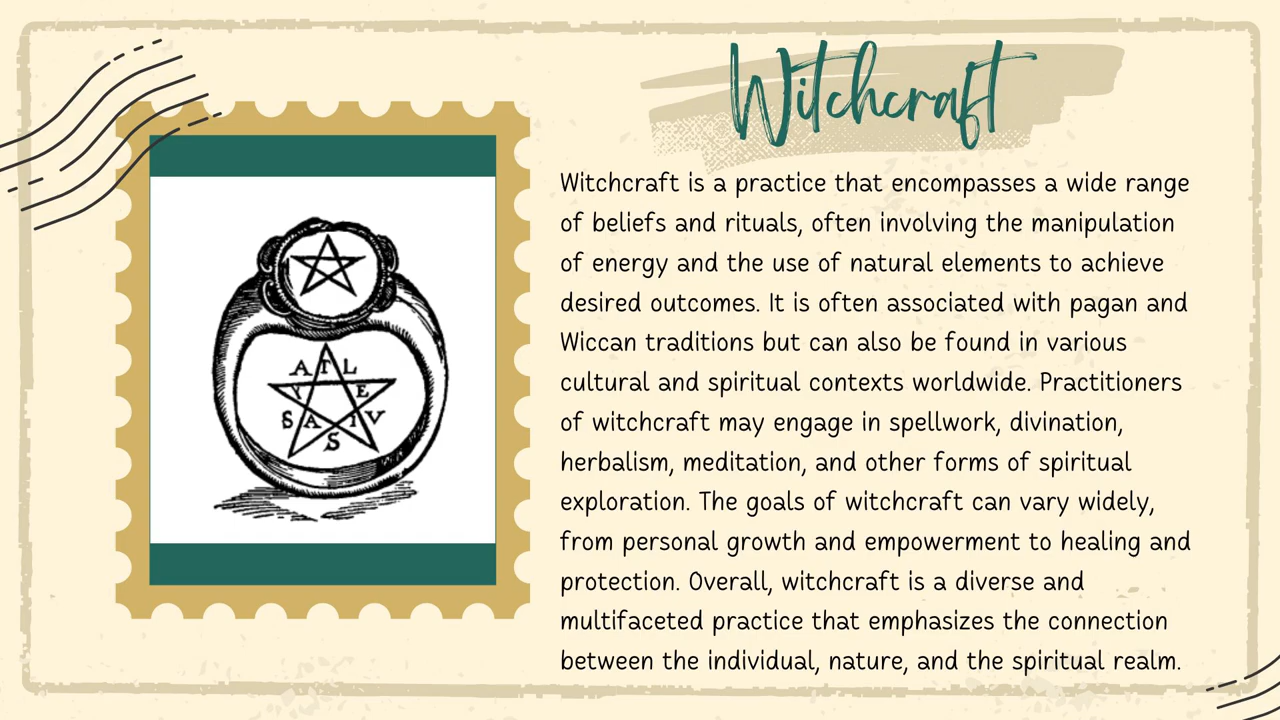 Witchcraft
Witchcraft is a practice that encompasses a wide range
of beliefs and rituals, often involving the manipulation
of energy and the use of natural elements to achieve
desired outcomes. It is often associated with pagan and
Wiccan traditions but can also be found in various
cultural and spiritual contexts worldwide. Practitioners
of witchcraft may engage in spellwork, divination,
herbalism, meditation, and other forms of spiritual
exploration. The goals of witchcraft can vary widely,
from personal growth and empowerment to healing and
protection. Overall, witchcraft is a diverse and
multifaceted practice that emphasizes the connection
between the individual, nature, and the spiritual realm.
A T L
Y E
S A I V
S